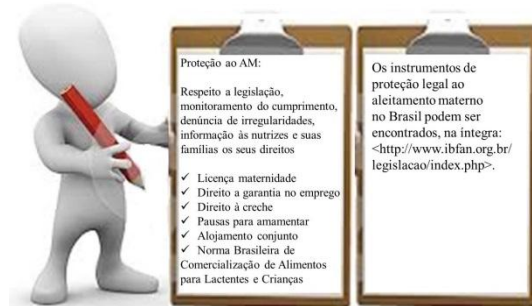 Proteção ao AM:
Respeito a legislação,
monitoramento do cumprimento,
denúncia de irregularidades,
informação às nutrizes e suas
famílias os seus direitos
✓ Licença maternidade
✓ Direito a garantia no emprego
✓ Direito à creche
✓ Pausas para amamentar
✓ Alojamento conjunto
✓ Norma Brasileira de
Comercialização de Alimentos
para Lactentes e Crianças
Os instrumentos de
proteção legal ao
aleitamento materno
no Brasil podem ser
encontrados, na íntegra:
<http://www.ibfan.org.br/
legislacao/index.php>.